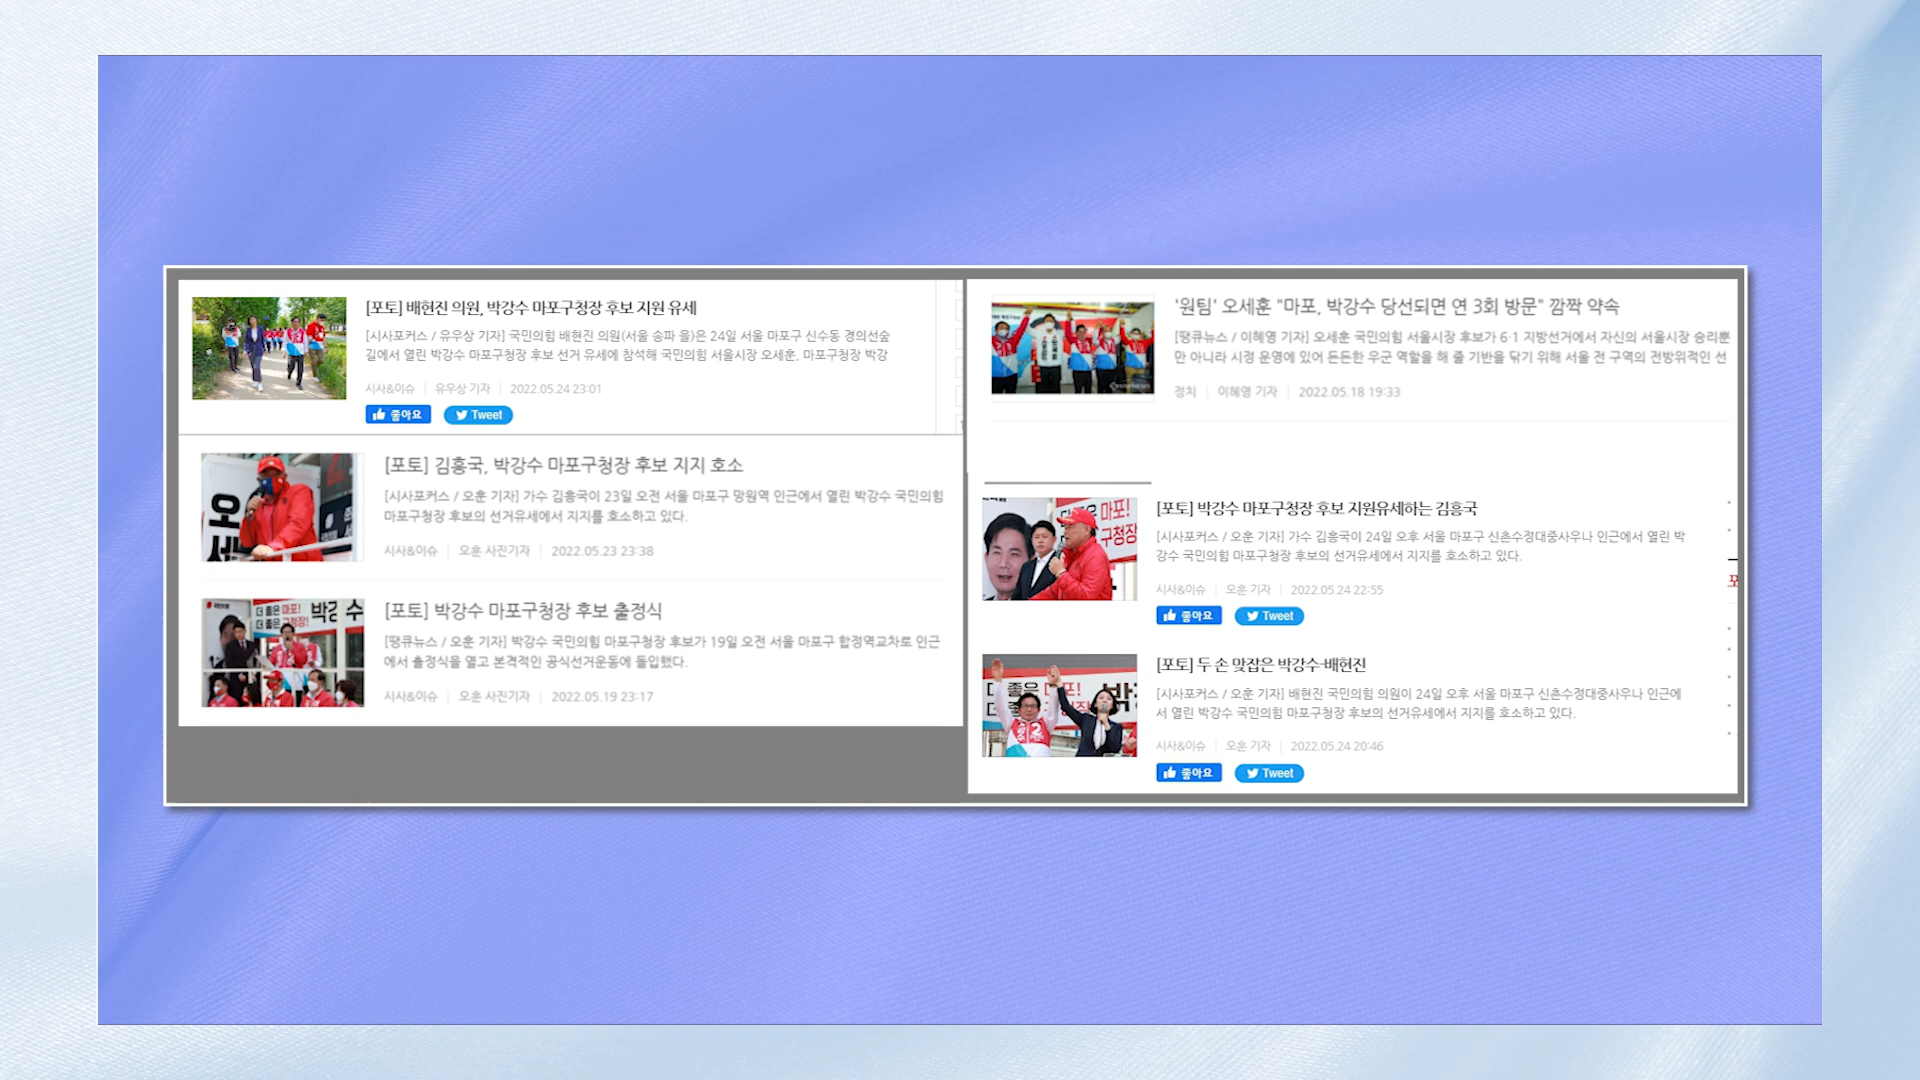 [포토] 배현진 의원, 박강수 마포구청장 후보 지원 유세
[시사포커스 / 유우상 기자] 국민의힘 배현진 의원(서울 송파 을)은 24일 서울 마포구 신수동 경의선숲
길에서 열린 박강수 마포구청장 후보 선거 유세에 참석해 국민의힘 서울시장 오세훈, 마포구청장 박강
시사&이슈 | 유우상 기자 | 2022.05.24 23:01
좋아요 Tweet
[포토] 김흥국, 박강수 마포구청장 후보 지지 호소
[시사포커스 / 오훈 기자] 가수 김흥국이 23일 오전 서울 마포구 망원역 인근에서 열린 박강수 국민의힘
마포구청장 후보의 선거유세에서 지지를 호소하고 있다.
시사&이슈 | 오훈 사진기자 | 2022.05.23 23:38
오
세
[포토] 박강수 마포구청장 후보 출정식
[땡큐뉴스 / 오훈 기자] 박강수 국민의힘 마포구청장 후보가 19일 오전 서울 마포구 합정역교차로 인근
에서 출정식을 열고 본격적인 공식선거운동에 돌입했다.
시사&이슈 | 오훈 사진기자 | 2022.05.19 23:17
더 좋은 마포! 박강수
더 좋은 구청장!
'원팀' 오세훈 "마포, 박강수 당선되면 연 3회 방문" 깜짝 약속
[땡큐뉴스 / 이혜영 기자] 오세훈 국민의힘 서울시장 후보가 6·1 지방선거에서 자신의 서울시장 승리뿐
만 아니라 시정 운영에 있어 든든한 우군 역할을 해 줄 기반을 닦기 위해 서울 전 구역의 전방위적인 선
정치 | 이혜영 기자 | 2022.05.18 19:33
[포토] 박강수 마포구청장 후보 지원유세하는 김흥국
[시사포커스 / 오훈 기자] 가수 김흥국이 24일 오후 서울 마포구 신촌수정대중사우나 인근에서 열린 박
강수 국민의힘 마포구청장 후보의 선거유세에서 지지를 호소하고 있다.
시사&이슈 | 오훈 기자 | 2022.05.24 22:55
좋아요 Tweet
마포!
구청장
포
[포토] 두 손 맞잡은 박강수-배현진
[시사포커스 / 오훈 기자] 배현진 국민의힘 의원이 24일 오후 서울 마포구 신촌수정대중사우나 인근에
서 열린 박강수 국민의힘 마포구청장 후보의 선거유세에서 지지를 호소하고 있다.
시사&이슈 | 오훈 기자 | 2022.05.24 20:46
좋아요 Tweet
더 좋은 마포! 박